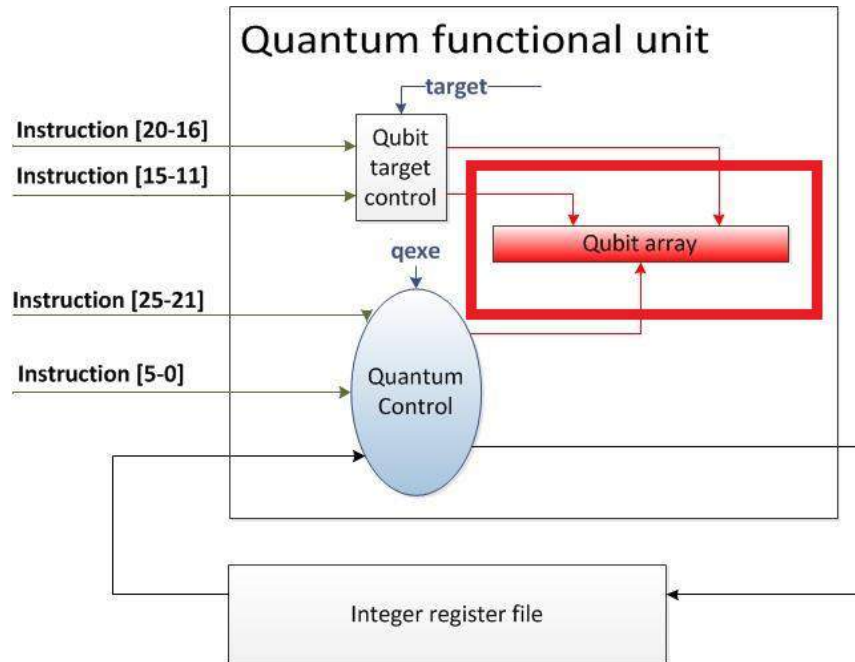 Quantum functional unit
target
Instruction [20-16]
Qubit
target
control
Instruction [15-11]
Qubit array
qexe
Instruction [25-21]
Instruction [5-0]
Quantum
Control
Integer register file